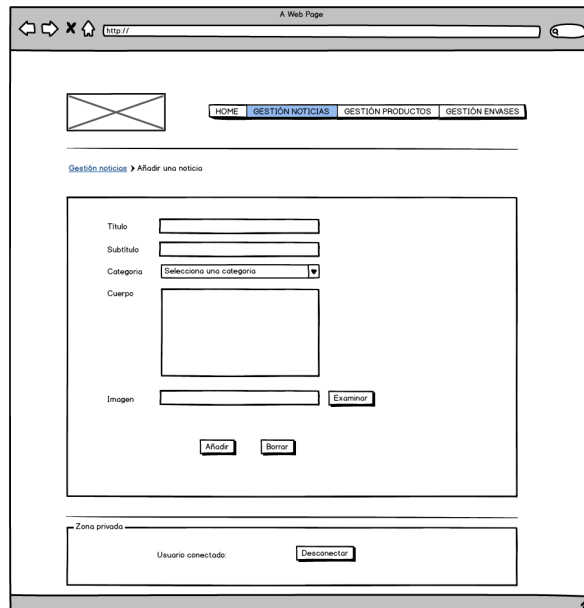 A Web Page
http://
HOME GESTIÓN NOTICIAS GESTIÓN PRODUCTOS GESTIÓN ENVASES
Gestión noticias > Añadir una noticia
Título
Subtítulo
Categoria Selecciona una categoria
Cuerpo
Imagen Examinar
Añadir Borrar
Zona privada
Usuario conectado: Desconectar